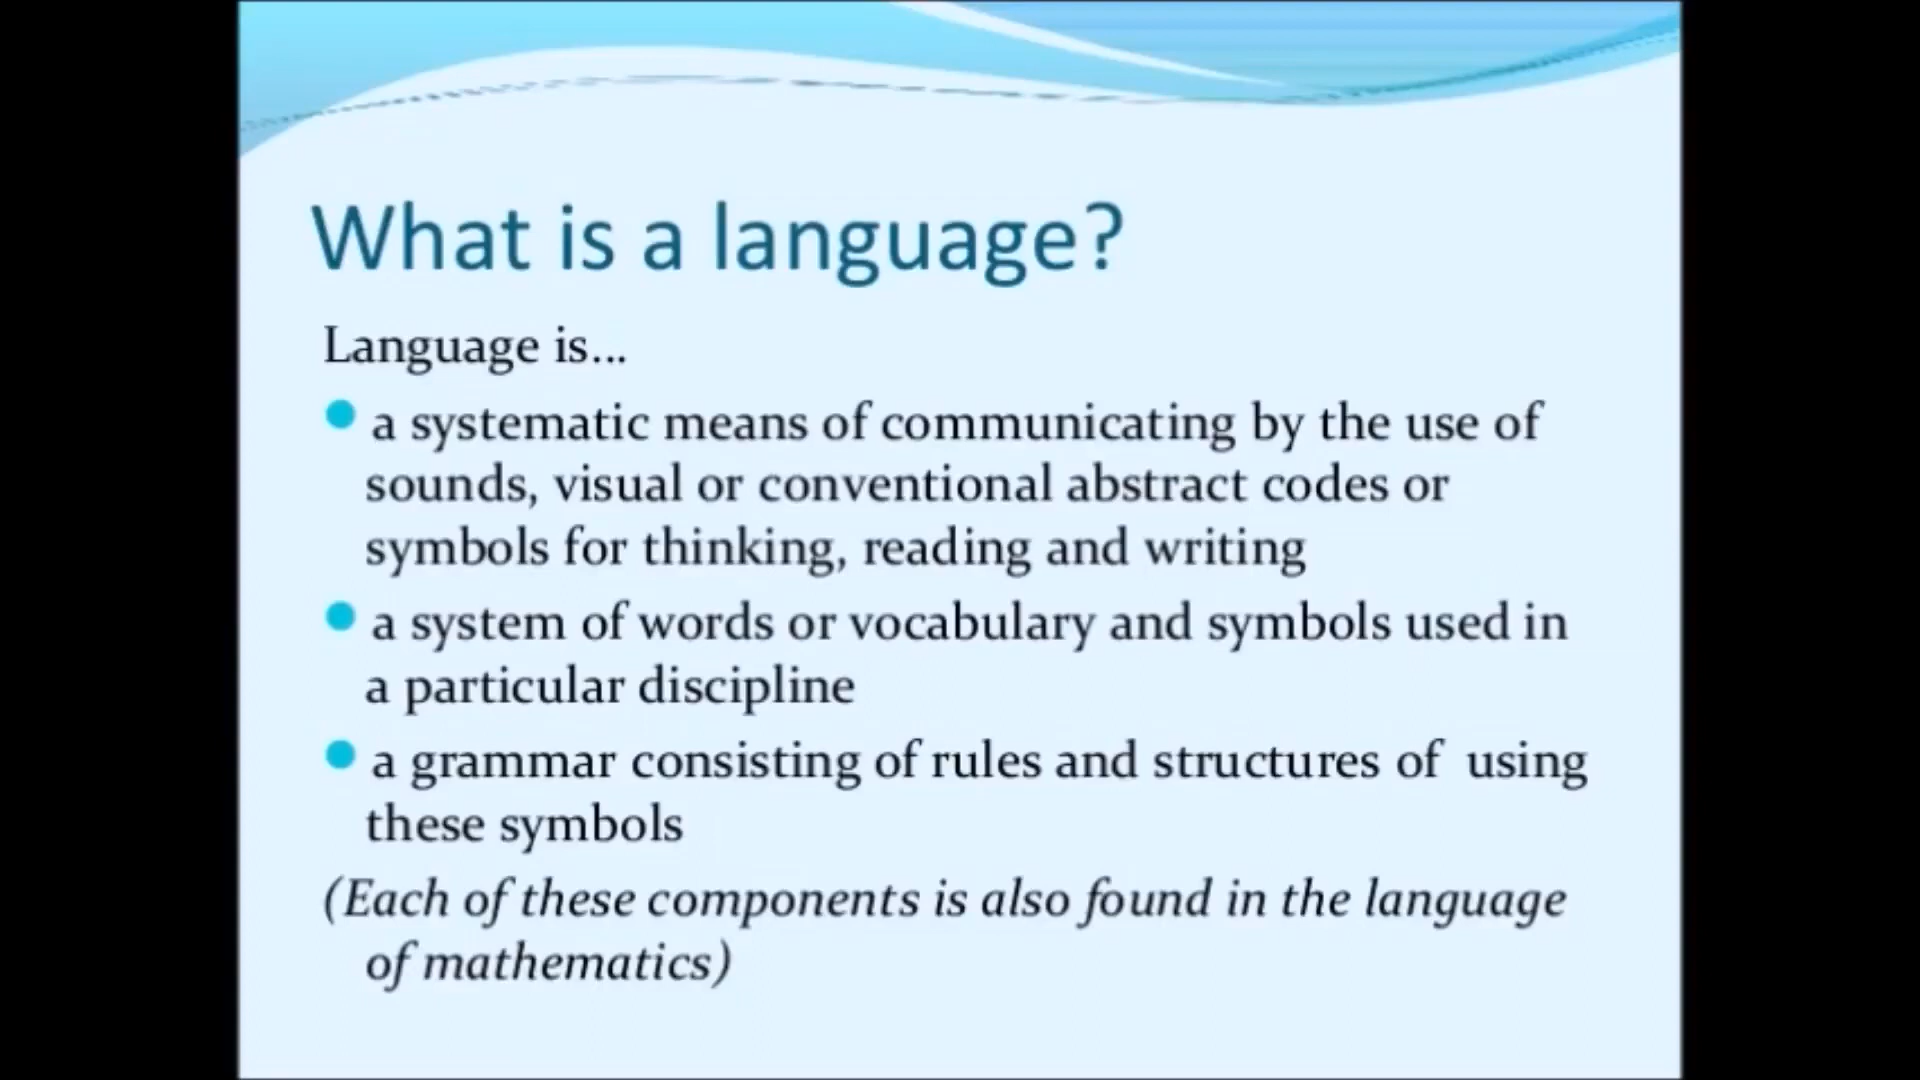 What is a language?
Language is...
a systematic means of communicating by the use of
sounds, visual or conventional abstract codes or
symbols for thinking, reading and writing
a system of words or vocabulary and symbols used in
a particular discipline
a grammar consisting of rules and structures of  using
these symbols
(Each of these components is also found in the language
of mathematics)